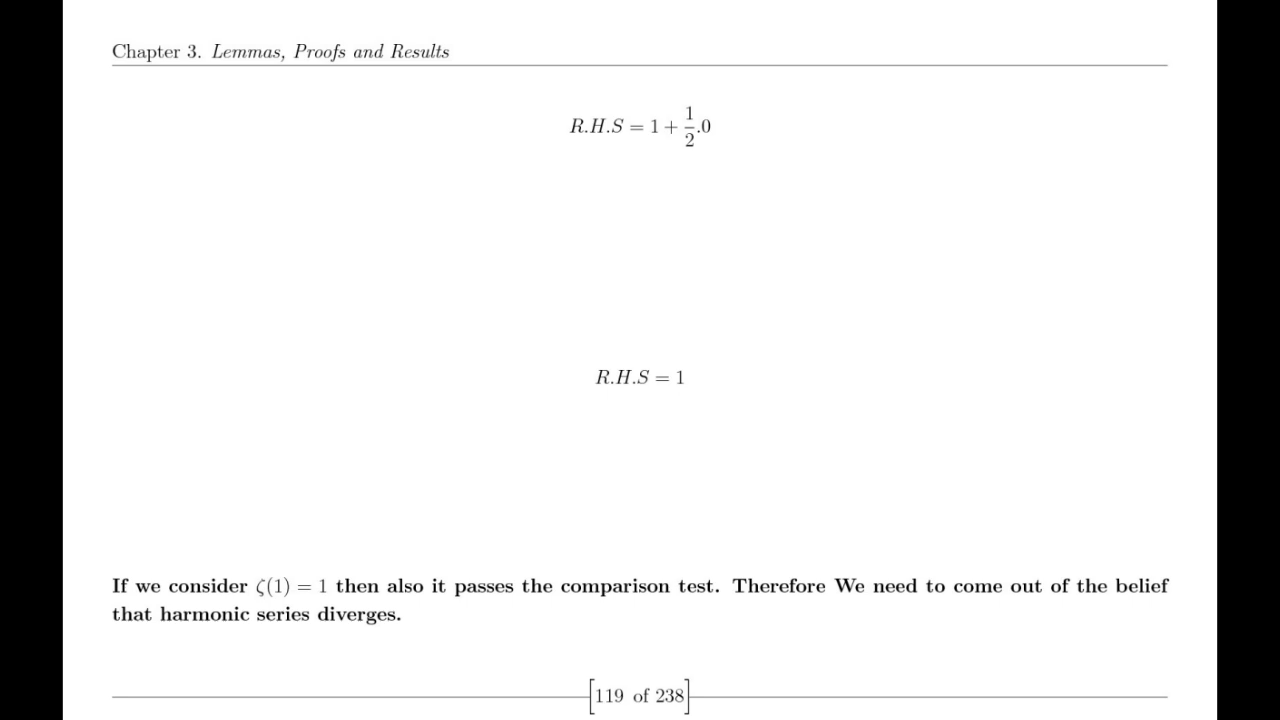 Chapter 3. Lemmas, Proofs and Results
R.H.S = 1 + \frac{1}{2}.0
R.H.S = 1
If we consider ζ(1) = 1 then also it passes the comparison test. Therefore We need to come out of the belief
that harmonic series diverges.
[119 of 238]